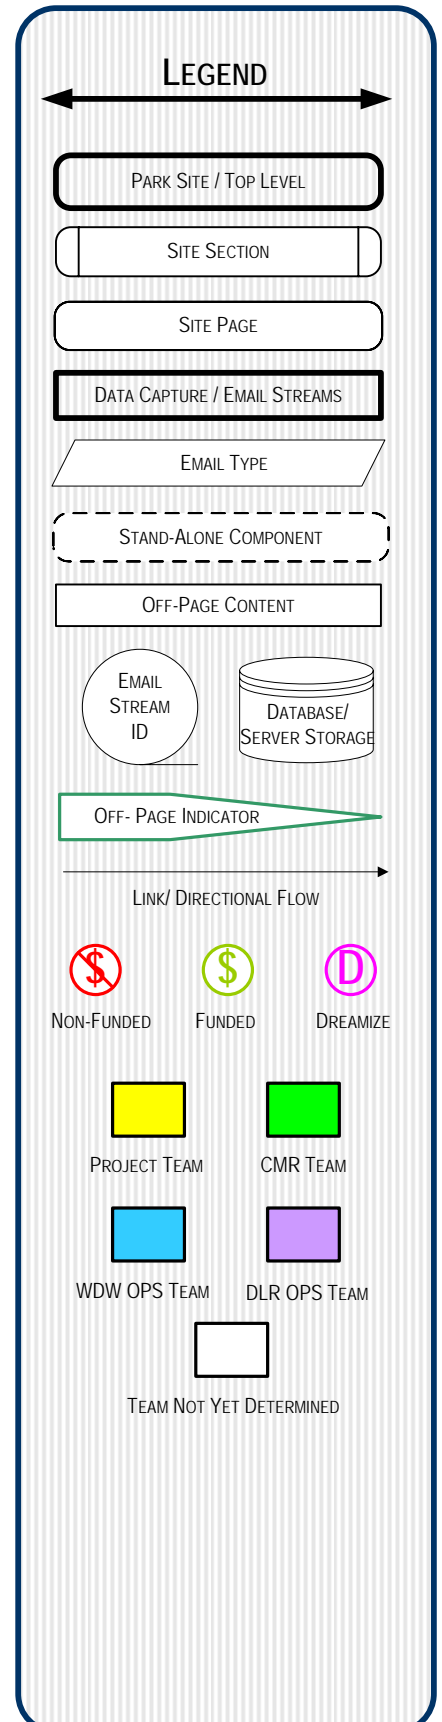 LEGEND
PARK SITE / TOP LEVEL
SITE SECTION
SITE PAGE
DATA CAPTURE / EMAIL STREAMS
EMAIL TYPE
STAND-ALONE COMPONENT
OFF-PAGE CONTENT
EMAIL
STREAM
ID
DATABASE/
SERVER STORAGE
OFF- PAGE INDICATOR
LINK/ DIRECTIONAL FLOW
$ $ D
NON-FUNDED FUNDED DREAMIZE
PROJECT TEAM CMR TEAM
WDW OPS TEAM DLR OPS TEAM
TEAM NOT YET DETERMINED